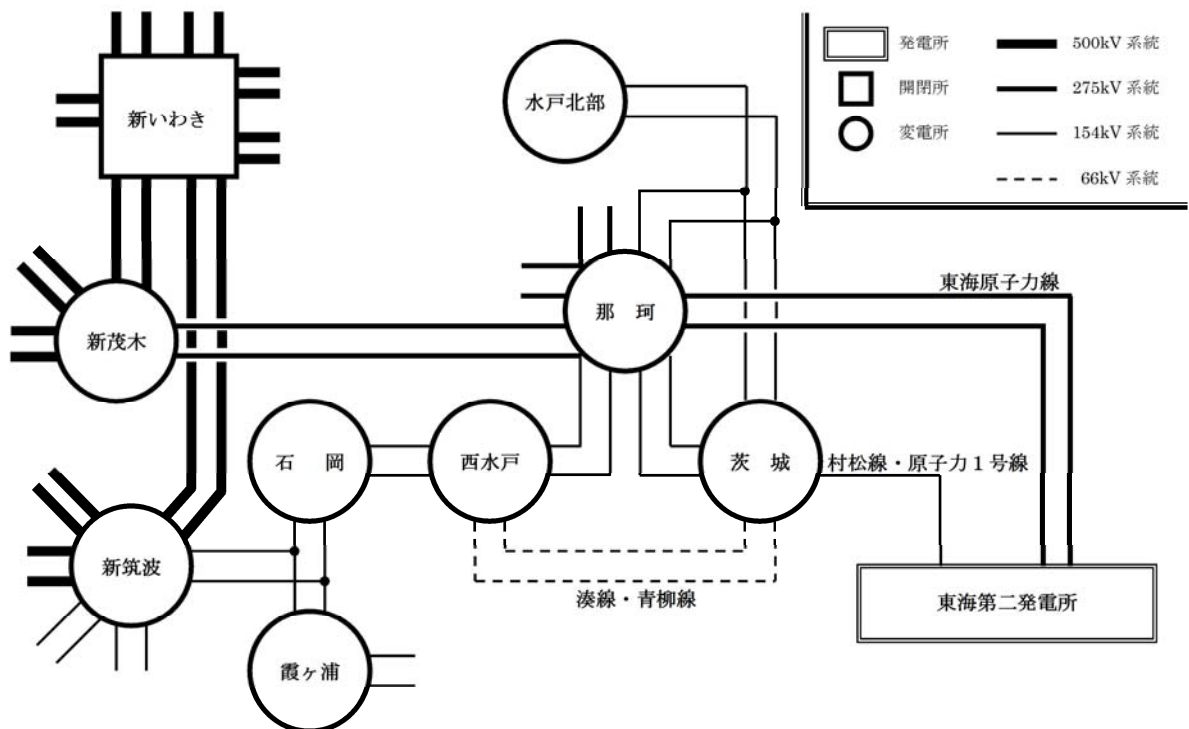 新いわき
水戸北部
発電所
500kV 系統
開閉所
275kV 系統
変電所
154kV 系統
66kV 系統
東海原子力線
那 珂
新茂木
石 岡
西水戸
茨 城
村松線・原子力1号線
新筑波
湊線・青柳線
東海第二発電所
霞ヶ浦